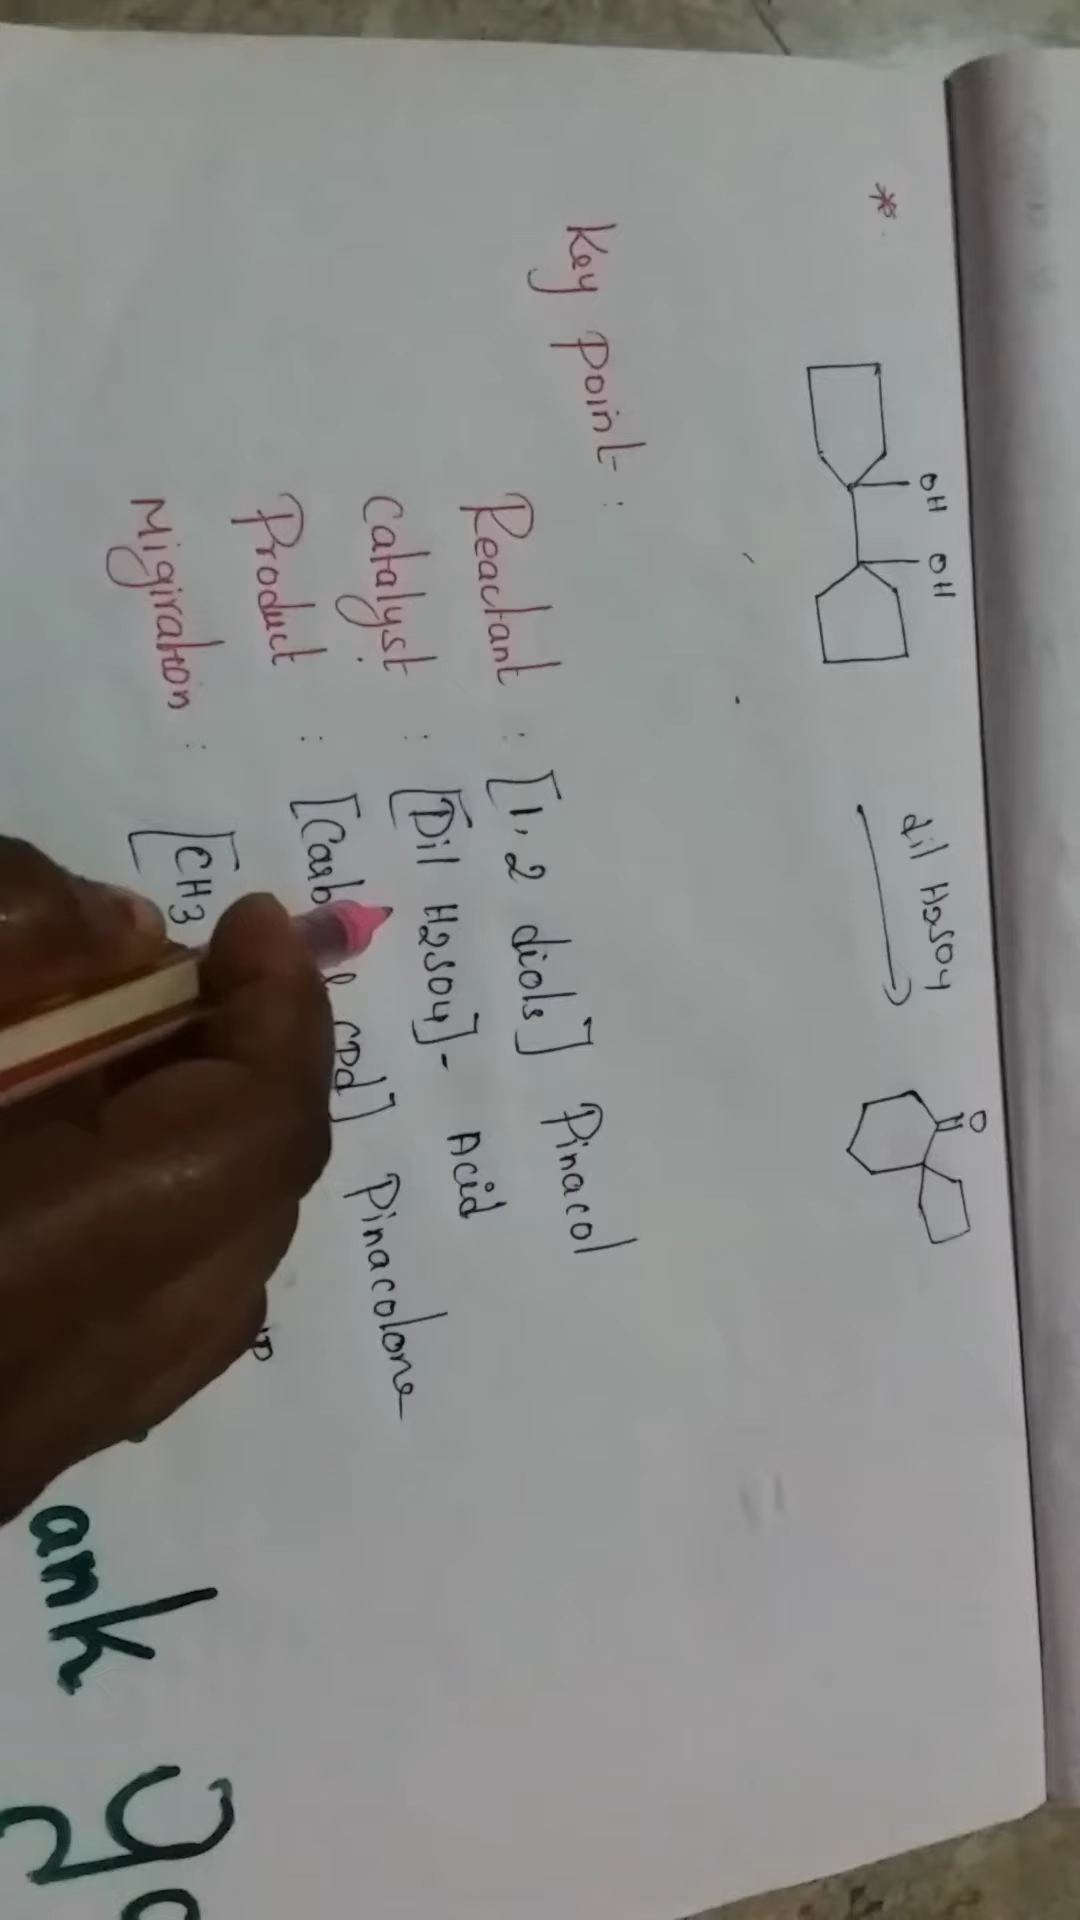 *
OH OH
dil H2SO4
O
Key point:
Reactant : [1, 2 diols] Pinacol
Catalyst : [Dil H2SO4] - Acid
Product : CPd] Pinacolone
Migiration : [CH3
ank